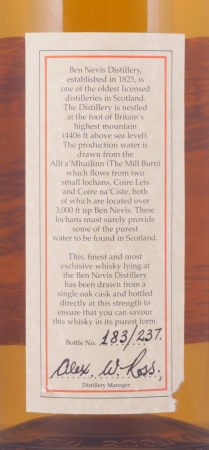 Ben Nevis Distillery,
established in 1825, is
one of the oldest licensed
distilleries in Scotland.
The Distillery is nestled
at the foot of Britain's
highest mountain
(4406 ft above sea level).
The production water is
drawn from the
Allt a'Mhuilinn (The Mill Burn)
which flows from two
small lochans, Coire Leis
and Coire na'Ciste, both
of which are located over
3,000 ft up Ben Nevis. These
lochans must surely provide
some of the purest
water to be found in Scotland.
This, finest and most
exclusive whisky lying at
the Ben Nevis Distillery
has been drawn from a
single oak cask and bottled
directly at this strength to
ensure that you can savour
this whisky in its purest form.
Bottle No. 183/237.
Alex. W. Ross,
Distillery Manager